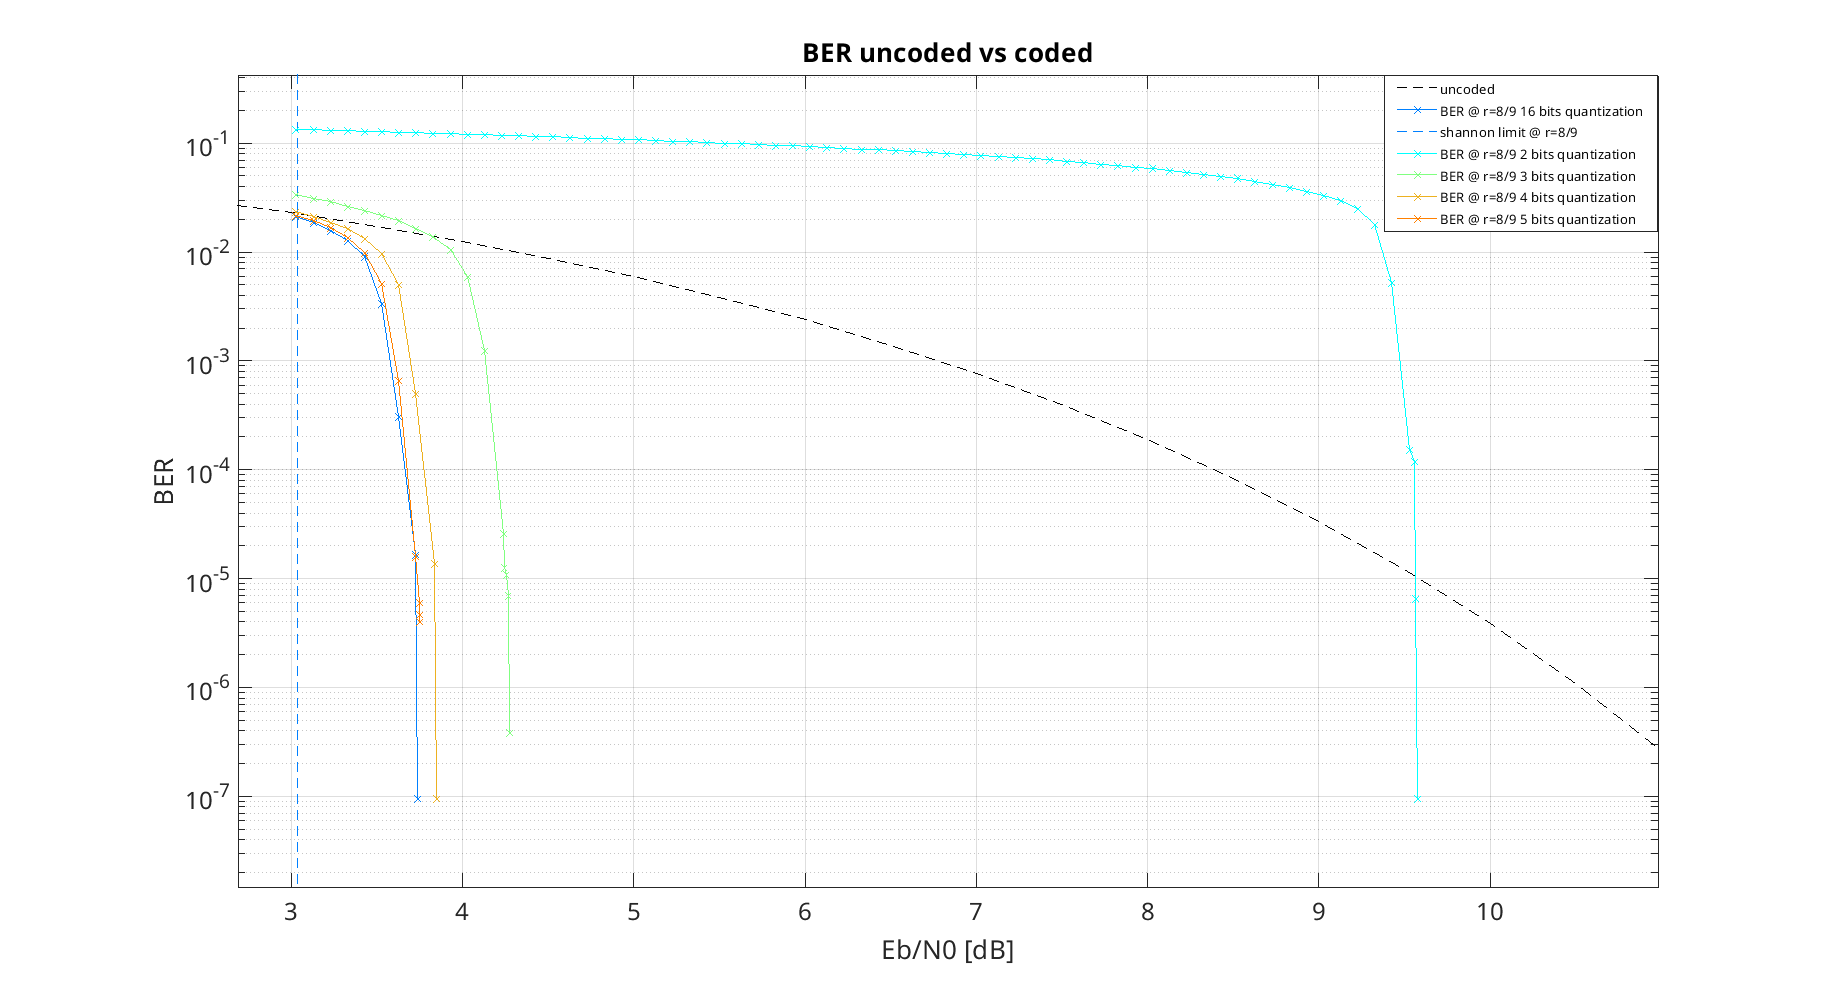 BER uncoded vs coded
uncoded
BER @ r=8/9 16 bits quantization
shannon limit @ r=8/9
BER @ r=8/9 2 bits quantization
BER @ r=8/9 3 bits quantization
BER @ r=8/9 4 bits quantization
BER @ r=8/9 5 bits quantization
10^-1
10^-2
10^-3
10^-4
10^-5
10^-6
10^-7
BER
3 4 5 6 7 8 9 10
Eb/N0 [dB]